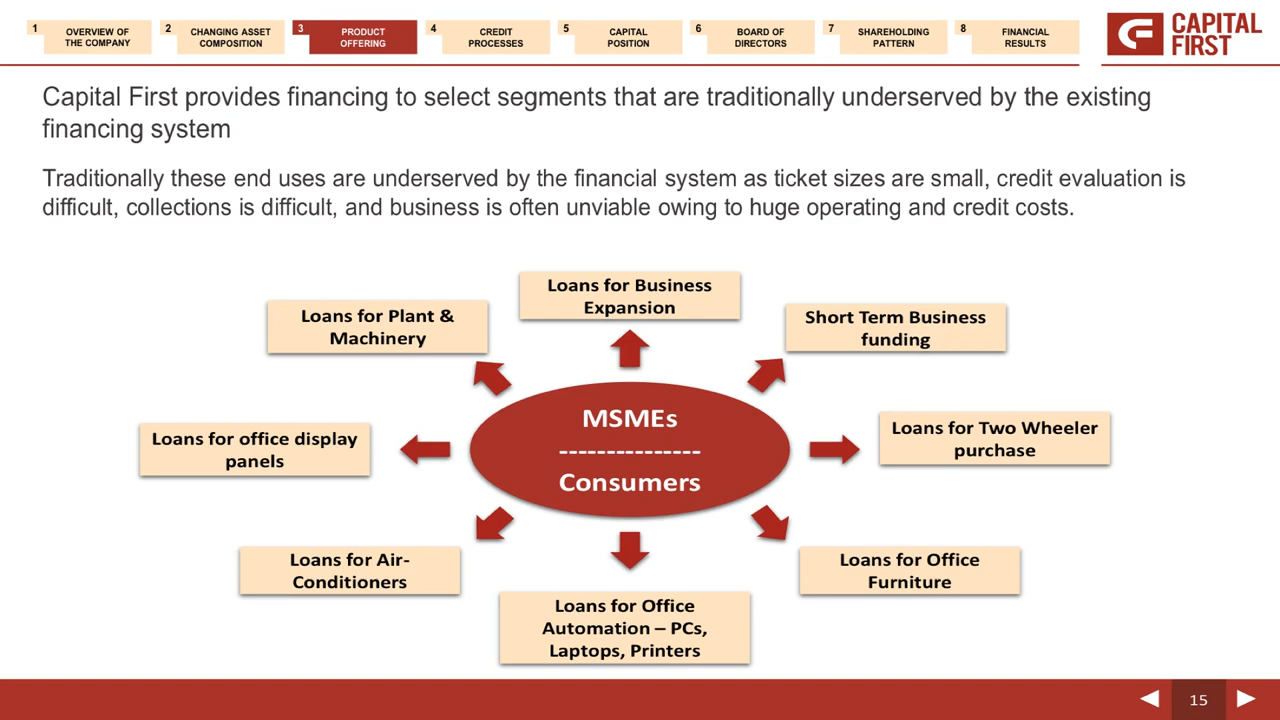 1
OVERVIEW OF
THE COMPANY
2
CHANGING ASSET
COMPOSITION
3
PRODUCT
OFFERING
4
CREDIT
PROCESSES
5
CAPITAL
POSITION
6
BOARD OF
DIRECTORS
7
SHAREHOLDING
PATTERN
8
FINANCIAL
RESULTS
CAPITAL
FIRST
Capital First provides financing to select segments that are traditionally underserved by the existing
financing system
Traditionally these end uses are underserved by the financial system as ticket sizes are small, credit evaluation is
difficult, collections is difficult, and business is often unviable owing to huge operating and credit costs.
Loans for Business
Expansion
Loans for Plant &
Machinery
Short Term Business
funding
MSMEs
---------------
Consumers
Loans for office display
panels
Loans for Two Wheeler
purchase
Loans for Air-
Conditioners
Loans for Office
Furniture
Loans for Office
Automation – PCs,
Laptops, Printers
15